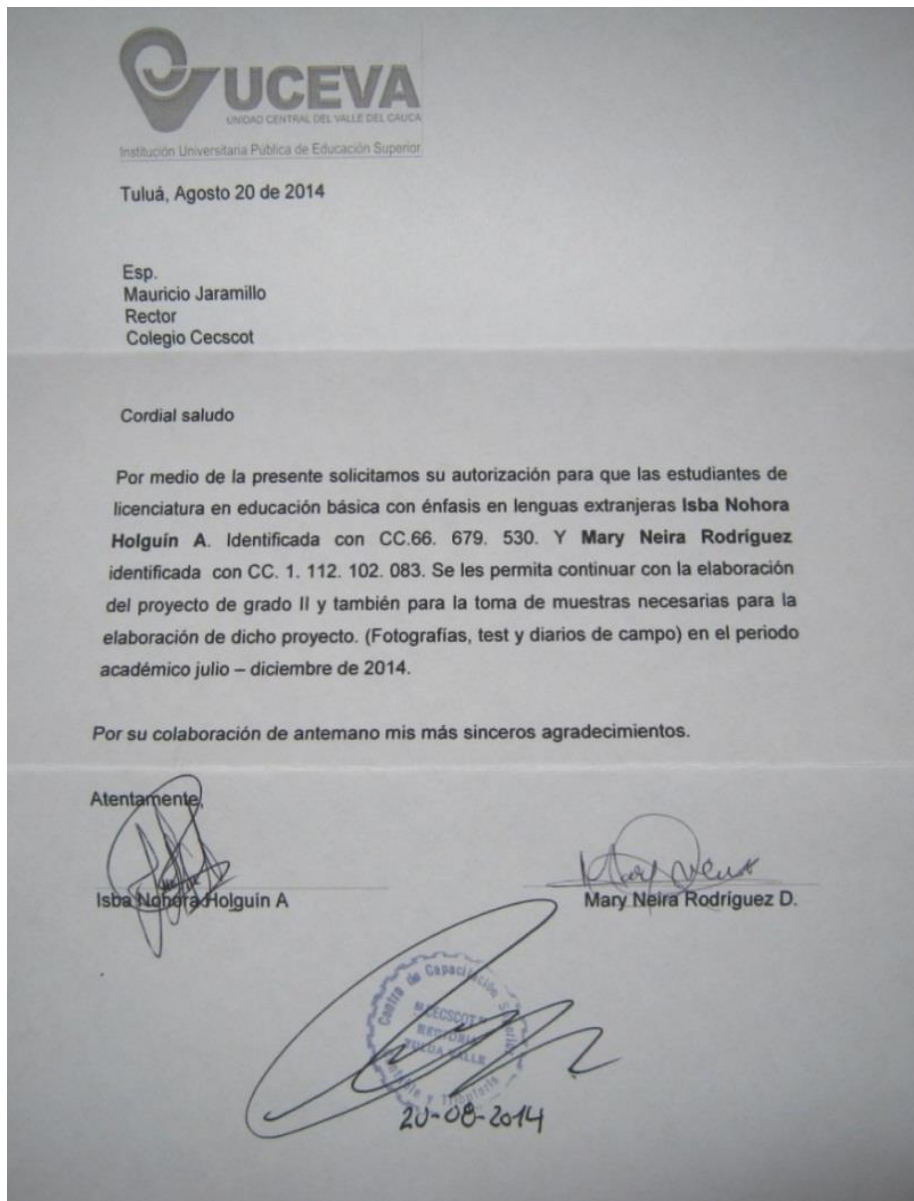 UCEVA
UNIDAD CENTRAL DEL VALLE DEL CAUCA
Institución Universitaria Pública de Educación Superior
Tuluá, Agosto 20 de 2014
Esp.
Mauricio Jaramillo
Rector
Colegio Cecscot
Cordial saludo
Por medio de la presente solicitamos su autorización para que las estudiantes de
licenciatura en educación básica con énfasis en lenguas extranjeras Isba Nohora
Holguín A. Identificada con CC.66. 679. 530. Y Mary Neira Rodríguez
identificada con CC. 1. 112. 102. 083. Se les permita continuar con la elaboración
del proyecto de grado II y también para la toma de muestras necesarias para la
elaboración de dicho proyecto. (Fotografías, test y diarios de campo) en el periodo
académico julio – diciembre de 2014.
Por su colaboración de antemano mis más sinceros agradecimientos.
Atentamente,
Isba Nohora Holguín A
Mary Neira Rodríguez D.
Centro de Capacitación
CECSCOT
RECTORIA
VALLE
y
20-08-2014